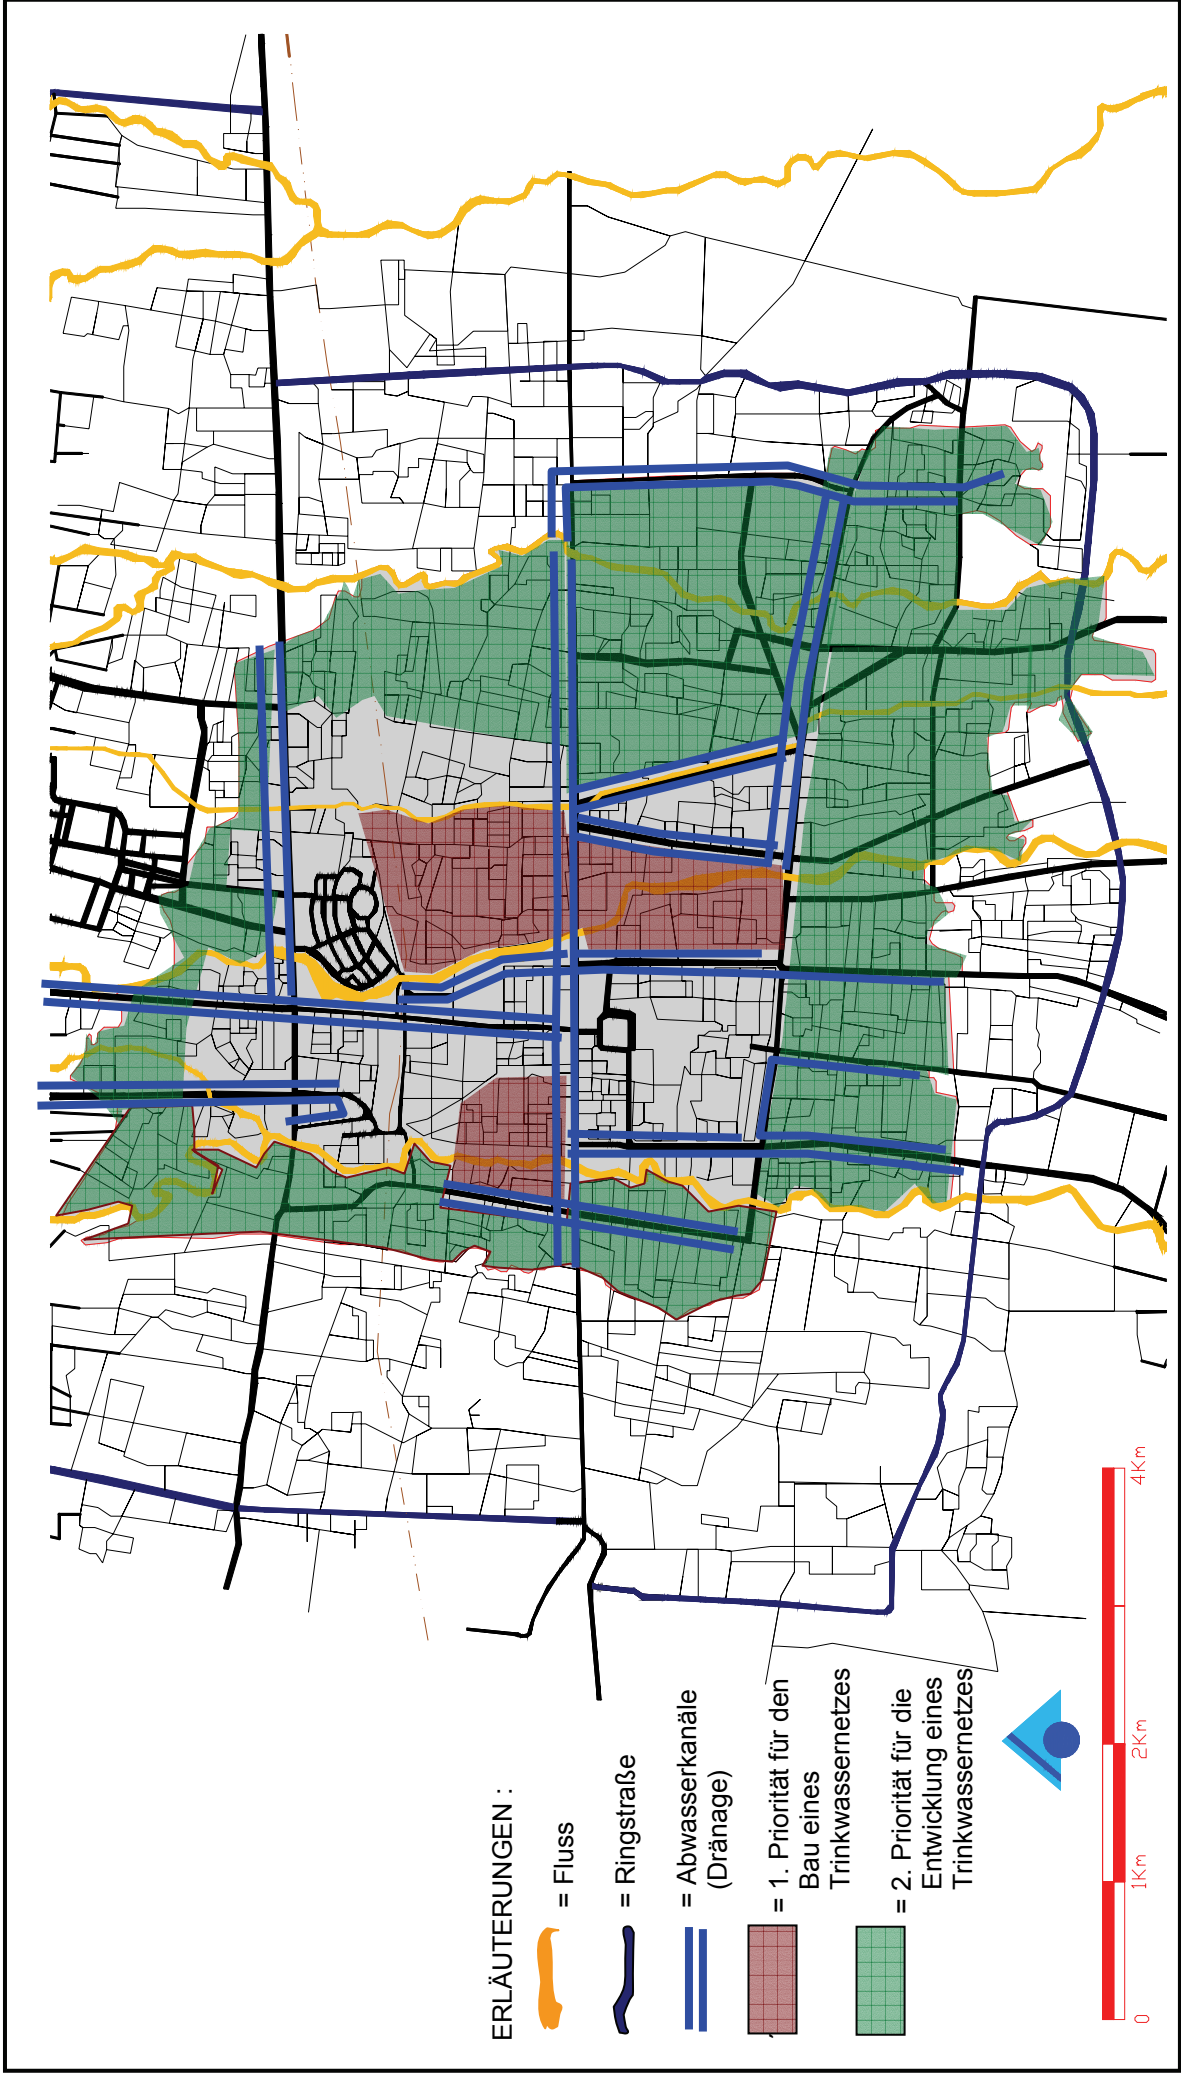 ERLÄUTERUNGEN :
= Fluss
= Ringstraße
= Abwasserkanäle
(Dränage)
= 1. Priorität für den
Bau eines
Trinkwassernetzes
= 2. Priorität für die
Entwicklung eines
Trinkwassernetzes
0
1Km
2Km
4Km